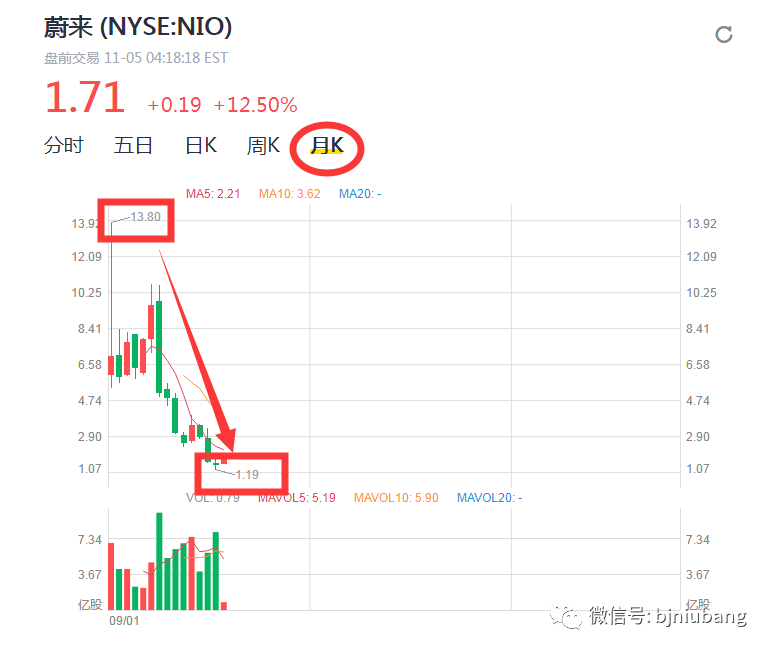 蔚来 (NYSE:NIO)
盘前交易 11-05 04:18:18 EST
1.71 +0.19 +12.50%
分时 五日 日K 周K 月K
MA5: 2.21 MA10: 3.62 MA20: -
13.80
13.92 13.92
12.09 12.09
10.25 10.25
8.41 8.41
6.58 6.58
4.74 4.74
2.90 2.90
1.07 1.07
1.19
VOL: 0.79 MAVOL5: 5.19 MAVOL10: 5.90 MAVOL20: -
7.34 7.34
3.67 3.67
亿股 亿股
09/01
微信号: bjniubang